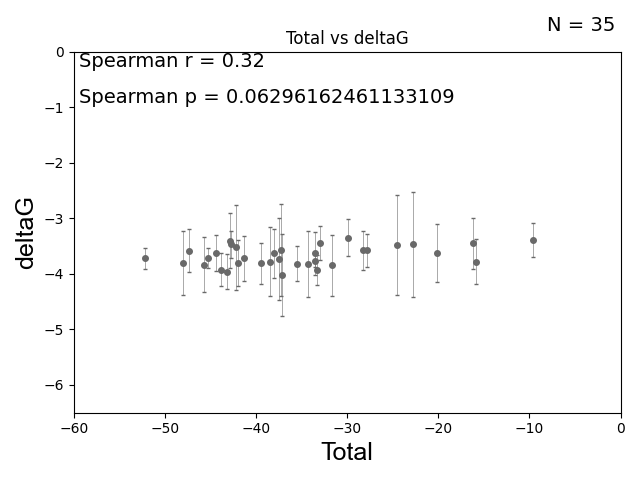 N = 35
Total vs deltaG
Spearman r = 0.32
Spearman p = 0.06296162461133109
0
−1
−2
−3
−4
−5
−6
deltaG
−60 −50 −40 −30 −20 −10 0
Total